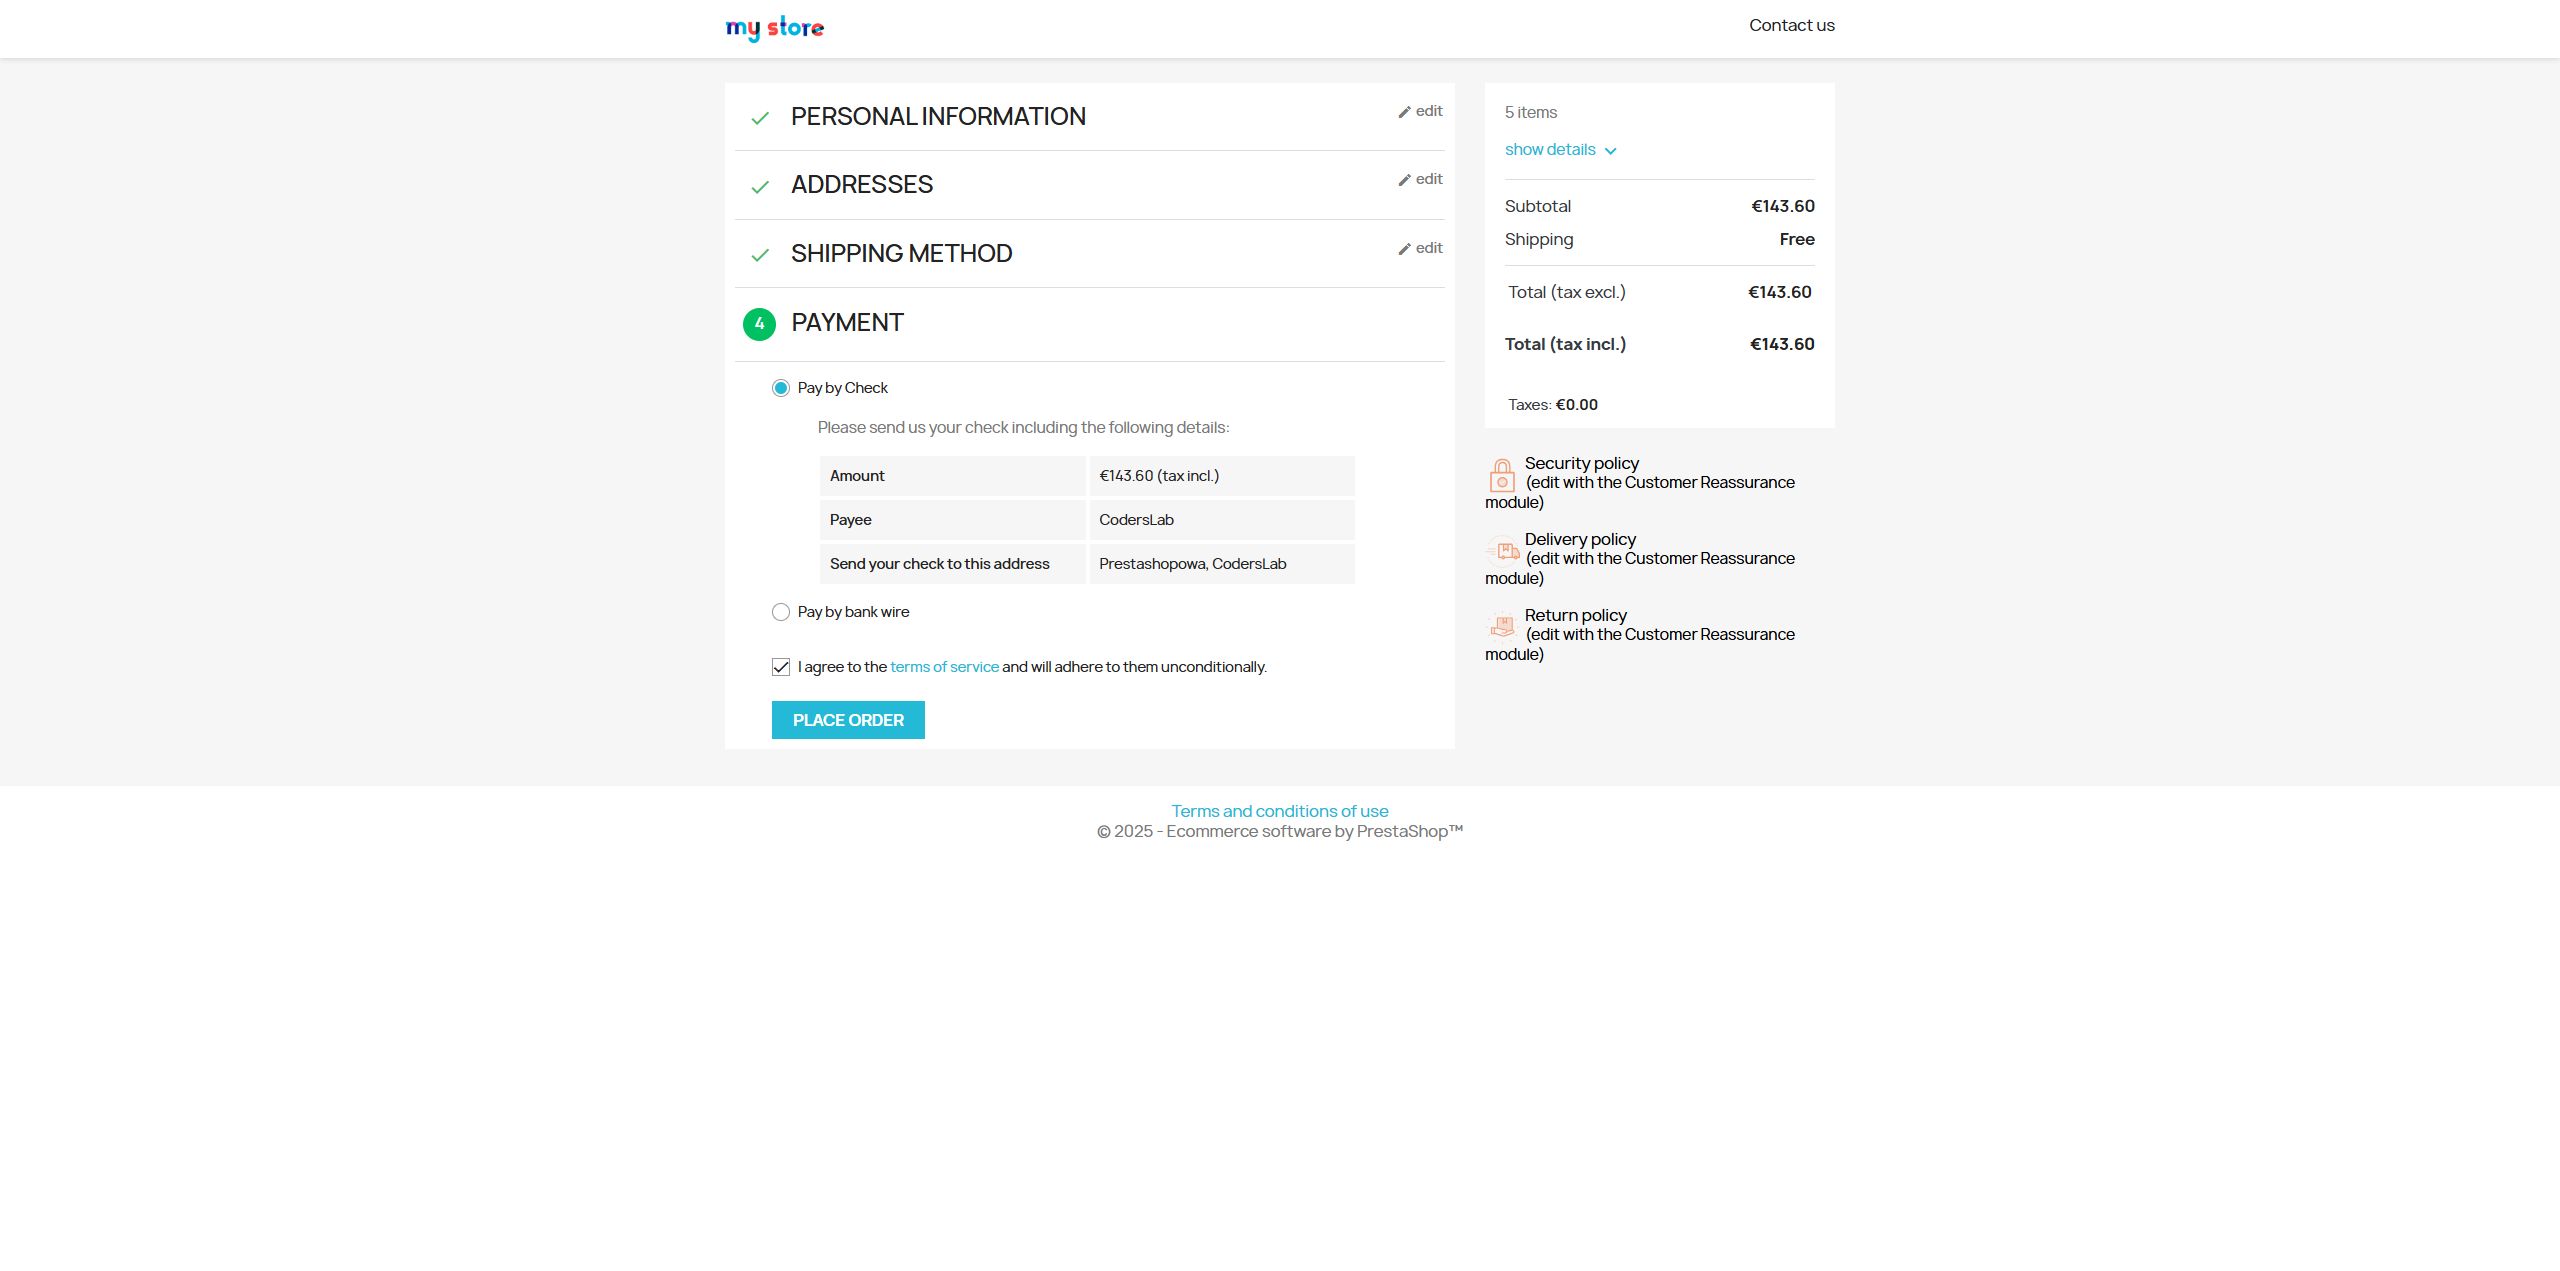 my store
Contact us
PERSONAL INFORMATION
edit
ADDRESSES
edit
SHIPPING METHOD
edit
4 PAYMENT
Pay by Check
Please send us your check including the following details:
Amount €143.60 (tax incl.)
Payee CodersLab
Send your check to this address Prestashopowa, CodersLab
Pay by bank wire
I agree to the terms of service and will adhere to them unconditionally.
PLACE ORDER
5 items
show details
Subtotal €143.60
Shipping Free
Total (tax excl.) €143.60
Total (tax incl.) €143.60
Taxes: €0.00
Security policy
(edit with the Customer Reassurance
module)
Delivery policy
(edit with the Customer Reassurance
module)
Return policy
(edit with the Customer Reassurance
module)
Terms and conditions of use
© 2025 - Ecommerce software by PrestaShop™